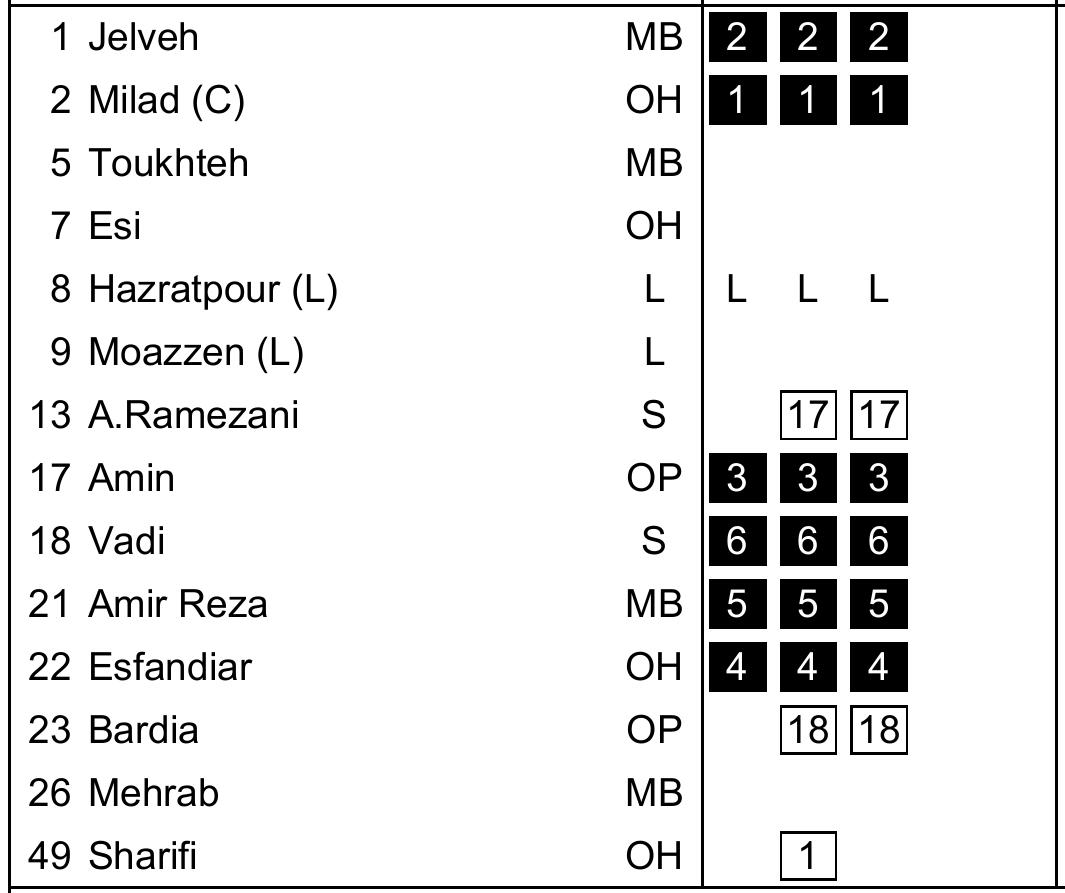 1 Jelveh MB 2 2 2
2 Milad (C) OH 1 1 1
5 Toukhteh MB
7 Esi OH
8 Hazratpour (L) L L L L
9 Moazzen (L) L
13 A.Ramezani S 17 17
17 Amin OP 3 3 3
18 Vadi S 6 6 6
21 Amir Reza MB 5 5 5
22 Esfandiar OH 4 4 4
23 Bardia OP 18 18
26 Mehrab MB
49 Sharifi OH 1